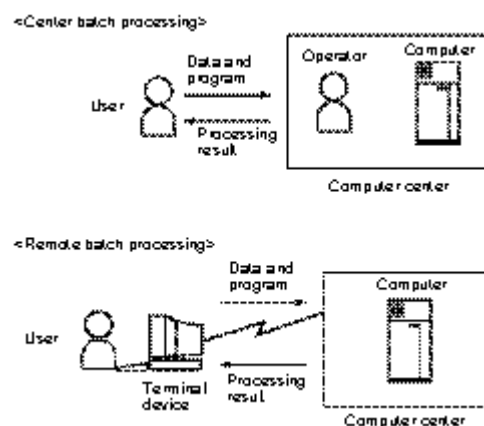 <Center batch processing>
Data and
program
Operator
Computer
User
Processing
result
Computer center
<Remote batch processing>
Data and
program
Computer
User
Terminal
device
Processing
result
Computer center